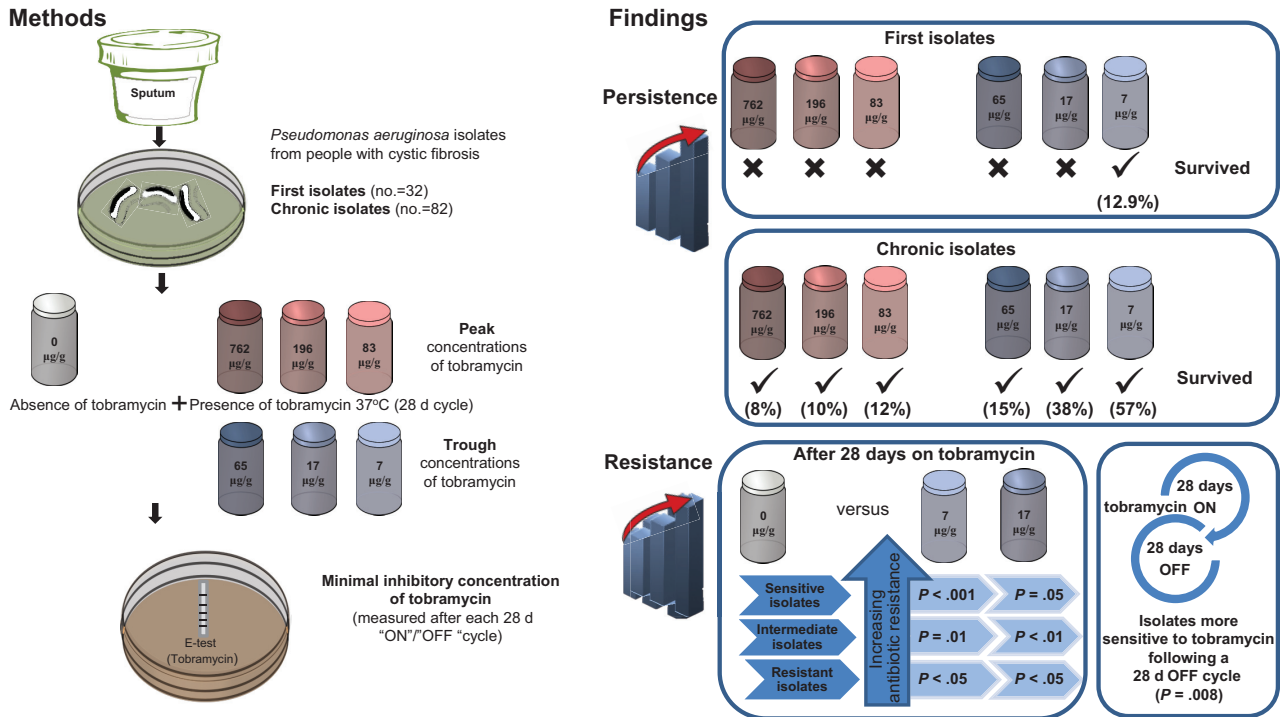 Methods
Sputum
Pseudomonas aeruginosa isolates
from people with cystic fibrosis
First isolates (no.=32)
Chronic isolates (no.=82)
0
µg/g
762
µg/g
196
µg/g
83
µg/g
Peak
concentrations
of tobramycin
Absence of tobramycin + Presence of tobramycin 37°C (28 d cycle)
65
µg/g
17
µg/g
7
µg/g
Trough
concentrations
of tobramycin
E-test
(Tobramycin)
Minimal inhibitory concentration
of tobramycin
(measured after each 28 d
“ON”/”OFF “cycle)
Findings
Persistence
First isolates
762
µg/g
196
µg/g
83
µg/g
65
µg/g
17
µg/g
7
µg/g
Survived
(12.9%)
Chronic isolates
762
µg/g
196
µg/g
83
µg/g
65
µg/g
17
µg/g
7
µg/g
Survived
(8%) (10%) (12%) (15%) (38%) (57%)
Resistance
After 28 days on tobramycin
0
µg/g
versus
7
µg/g
17
µg/g
Increasing
antibiotic resistance
Sensitive
isolates
P < .001 P = .05
Intermediate
isolates
P = .01 P < .01
Resistant
isolates
P < .05 P < .05
28 days
tobramycin ON
28 days
OFF
Isolates more
sensitive to tobramycin
following a
28 d OFF cycle
(P = .008)